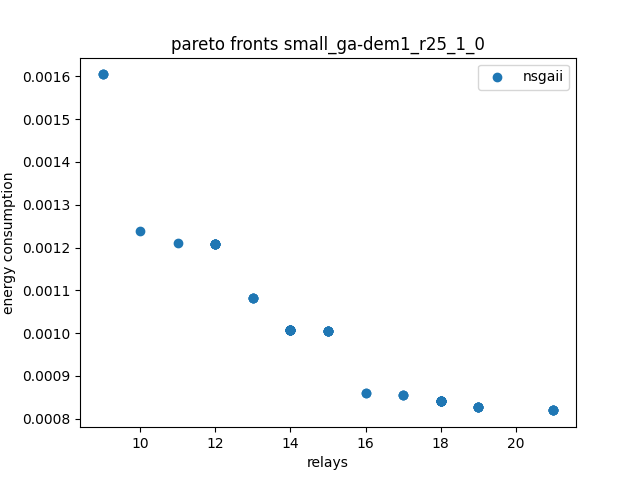 pareto fronts small_ga-dem1_r25_1_0
nsgaii
0.0016
0.0015
0.0014
0.0013
0.0012
0.0011
0.0010
0.0009
0.0008
energy consumption
10 12 14 16 18 20
relays